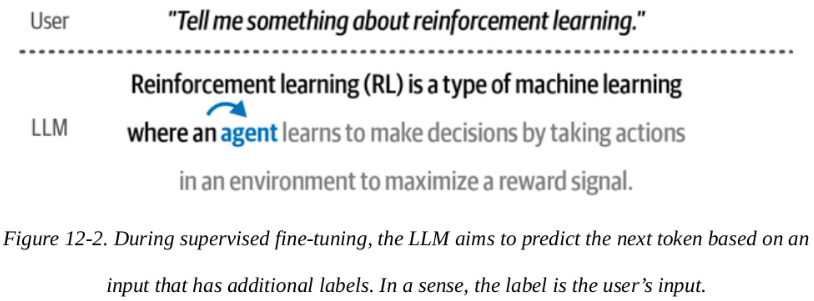 User "Tell me something about reinforcement learning."
Reinforcement learning (RL) is a type of machine learning
LLM where an agent learns to make decisions by taking actions
in an environment to maximize a reward signal.
Figure 12-2. During supervised fine-tuning, the LLM aims to predict the next token based on an
input that has additional labels. In a sense, the label is the user’s input.